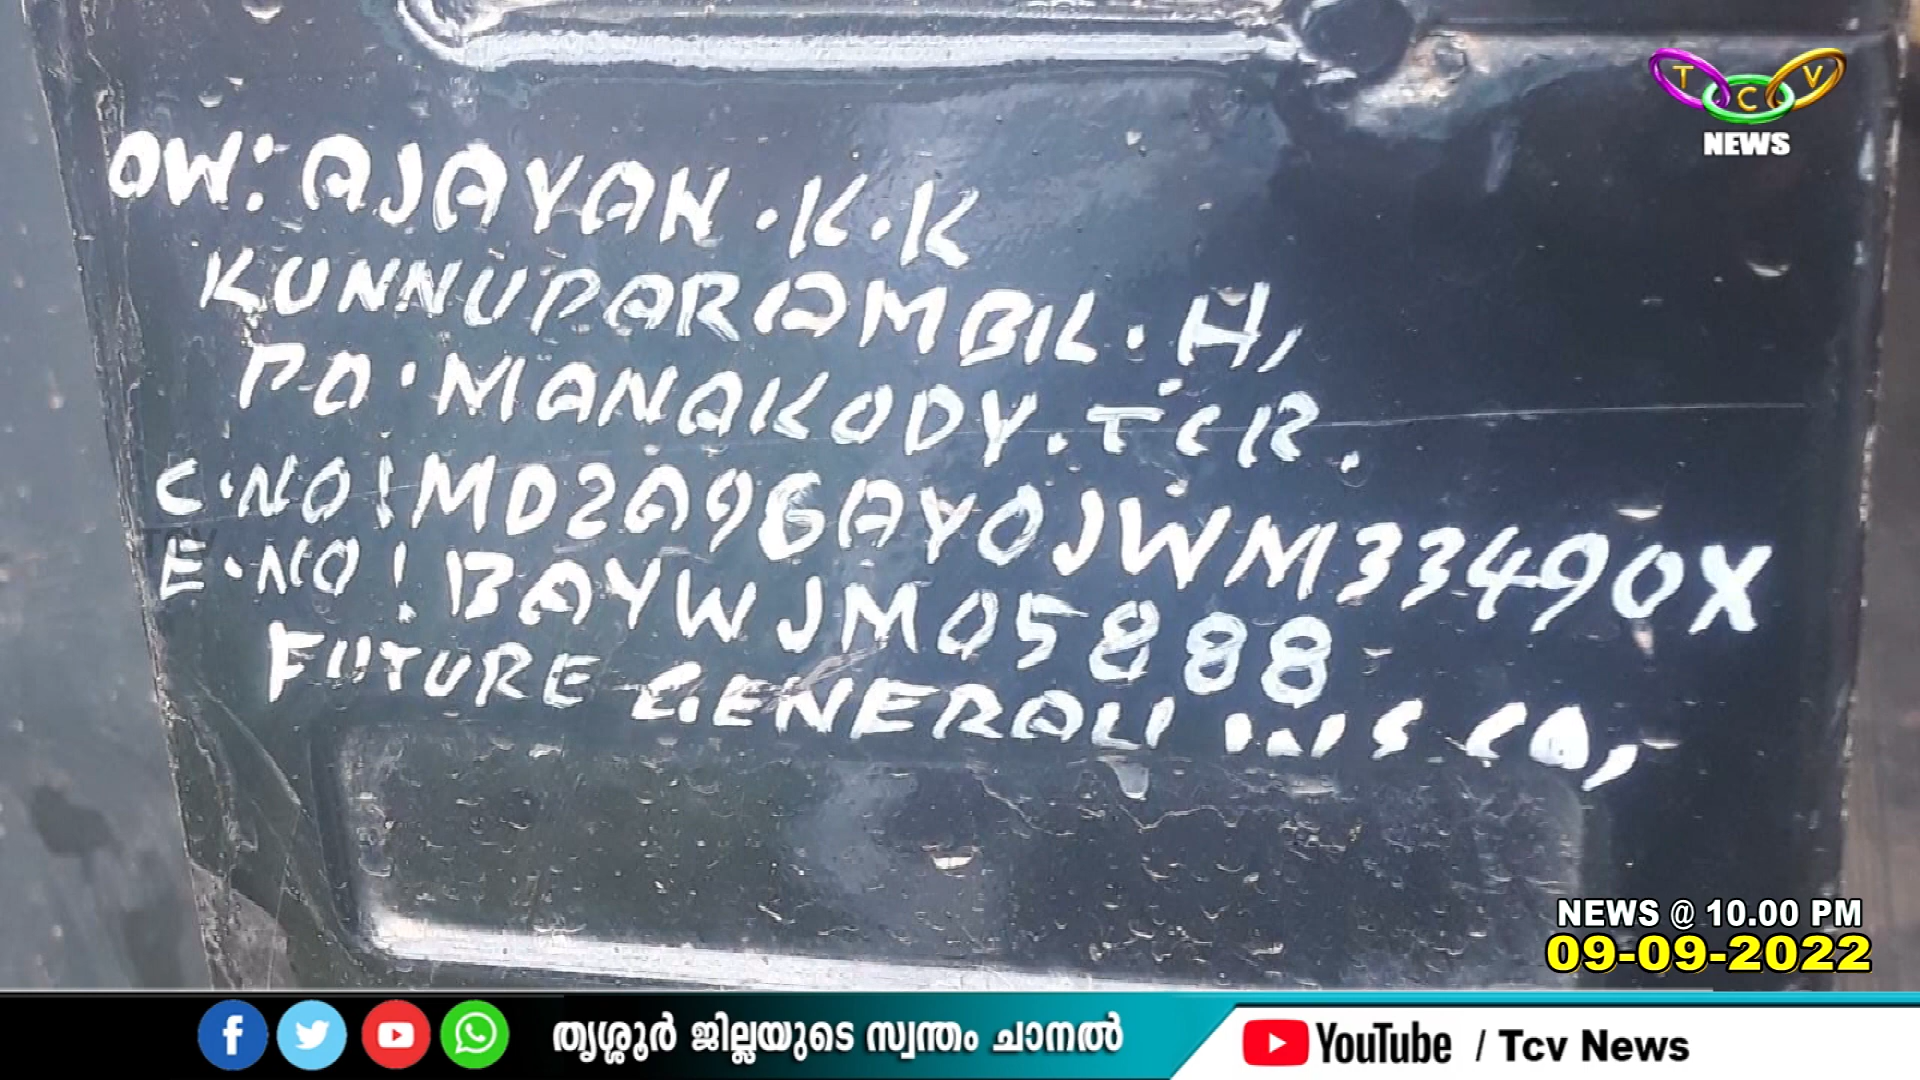 T C V
NEWS
OW: AJAYAN.K.K
KUNNUPARAMBIL.H,
PO.MANAKODY.TCR.
C.NO!MD2A96AY0JWM33490X
E.NO! BAYWJM05888
FUTURE GENERALI INS CO,
NEWS @ 10.00 PM
09-09-2022
തൃശ്ശൂർ ജില്ലയുടെ സ്വന്തം ചാനൽ
YouTube / Tcv News